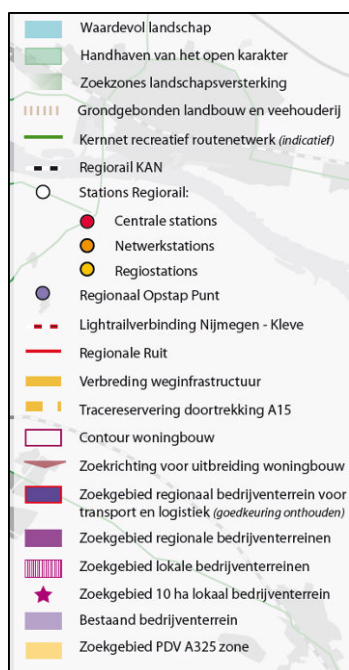 Waardevol landschap
Handhaven van het open karakter
Zoekzones landschapsversterking
Grondgebonden landbouw en veehouderij
Kernnet recreatief routenetwerk (indicatief)
Regiorail KAN
Stations Regiorail:
Centrale stations
Netwerkstations
Regiostations
Regionaal Opstap Punt
Lightrailverbinding Nijmegen - Kleve
Regionale Ruit
Verbreding weginfrastructuur
Tracereservering doortrekking A15
Contour woningbouw
Zoekrichting voor uitbreiding woningbouw
Zoekgebied regionaal bedrijventerrein voor
transport en logistiek (goedkeuring onthouden)
Zoekgebied regionale bedrijventerreinen
Zoekgebied lokale bedrijventerreinen
Zoekgebied 10 ha lokaal bedrijventerrein
Bestaand bedrijventerrein
Zoekgebied PDV A325 zone